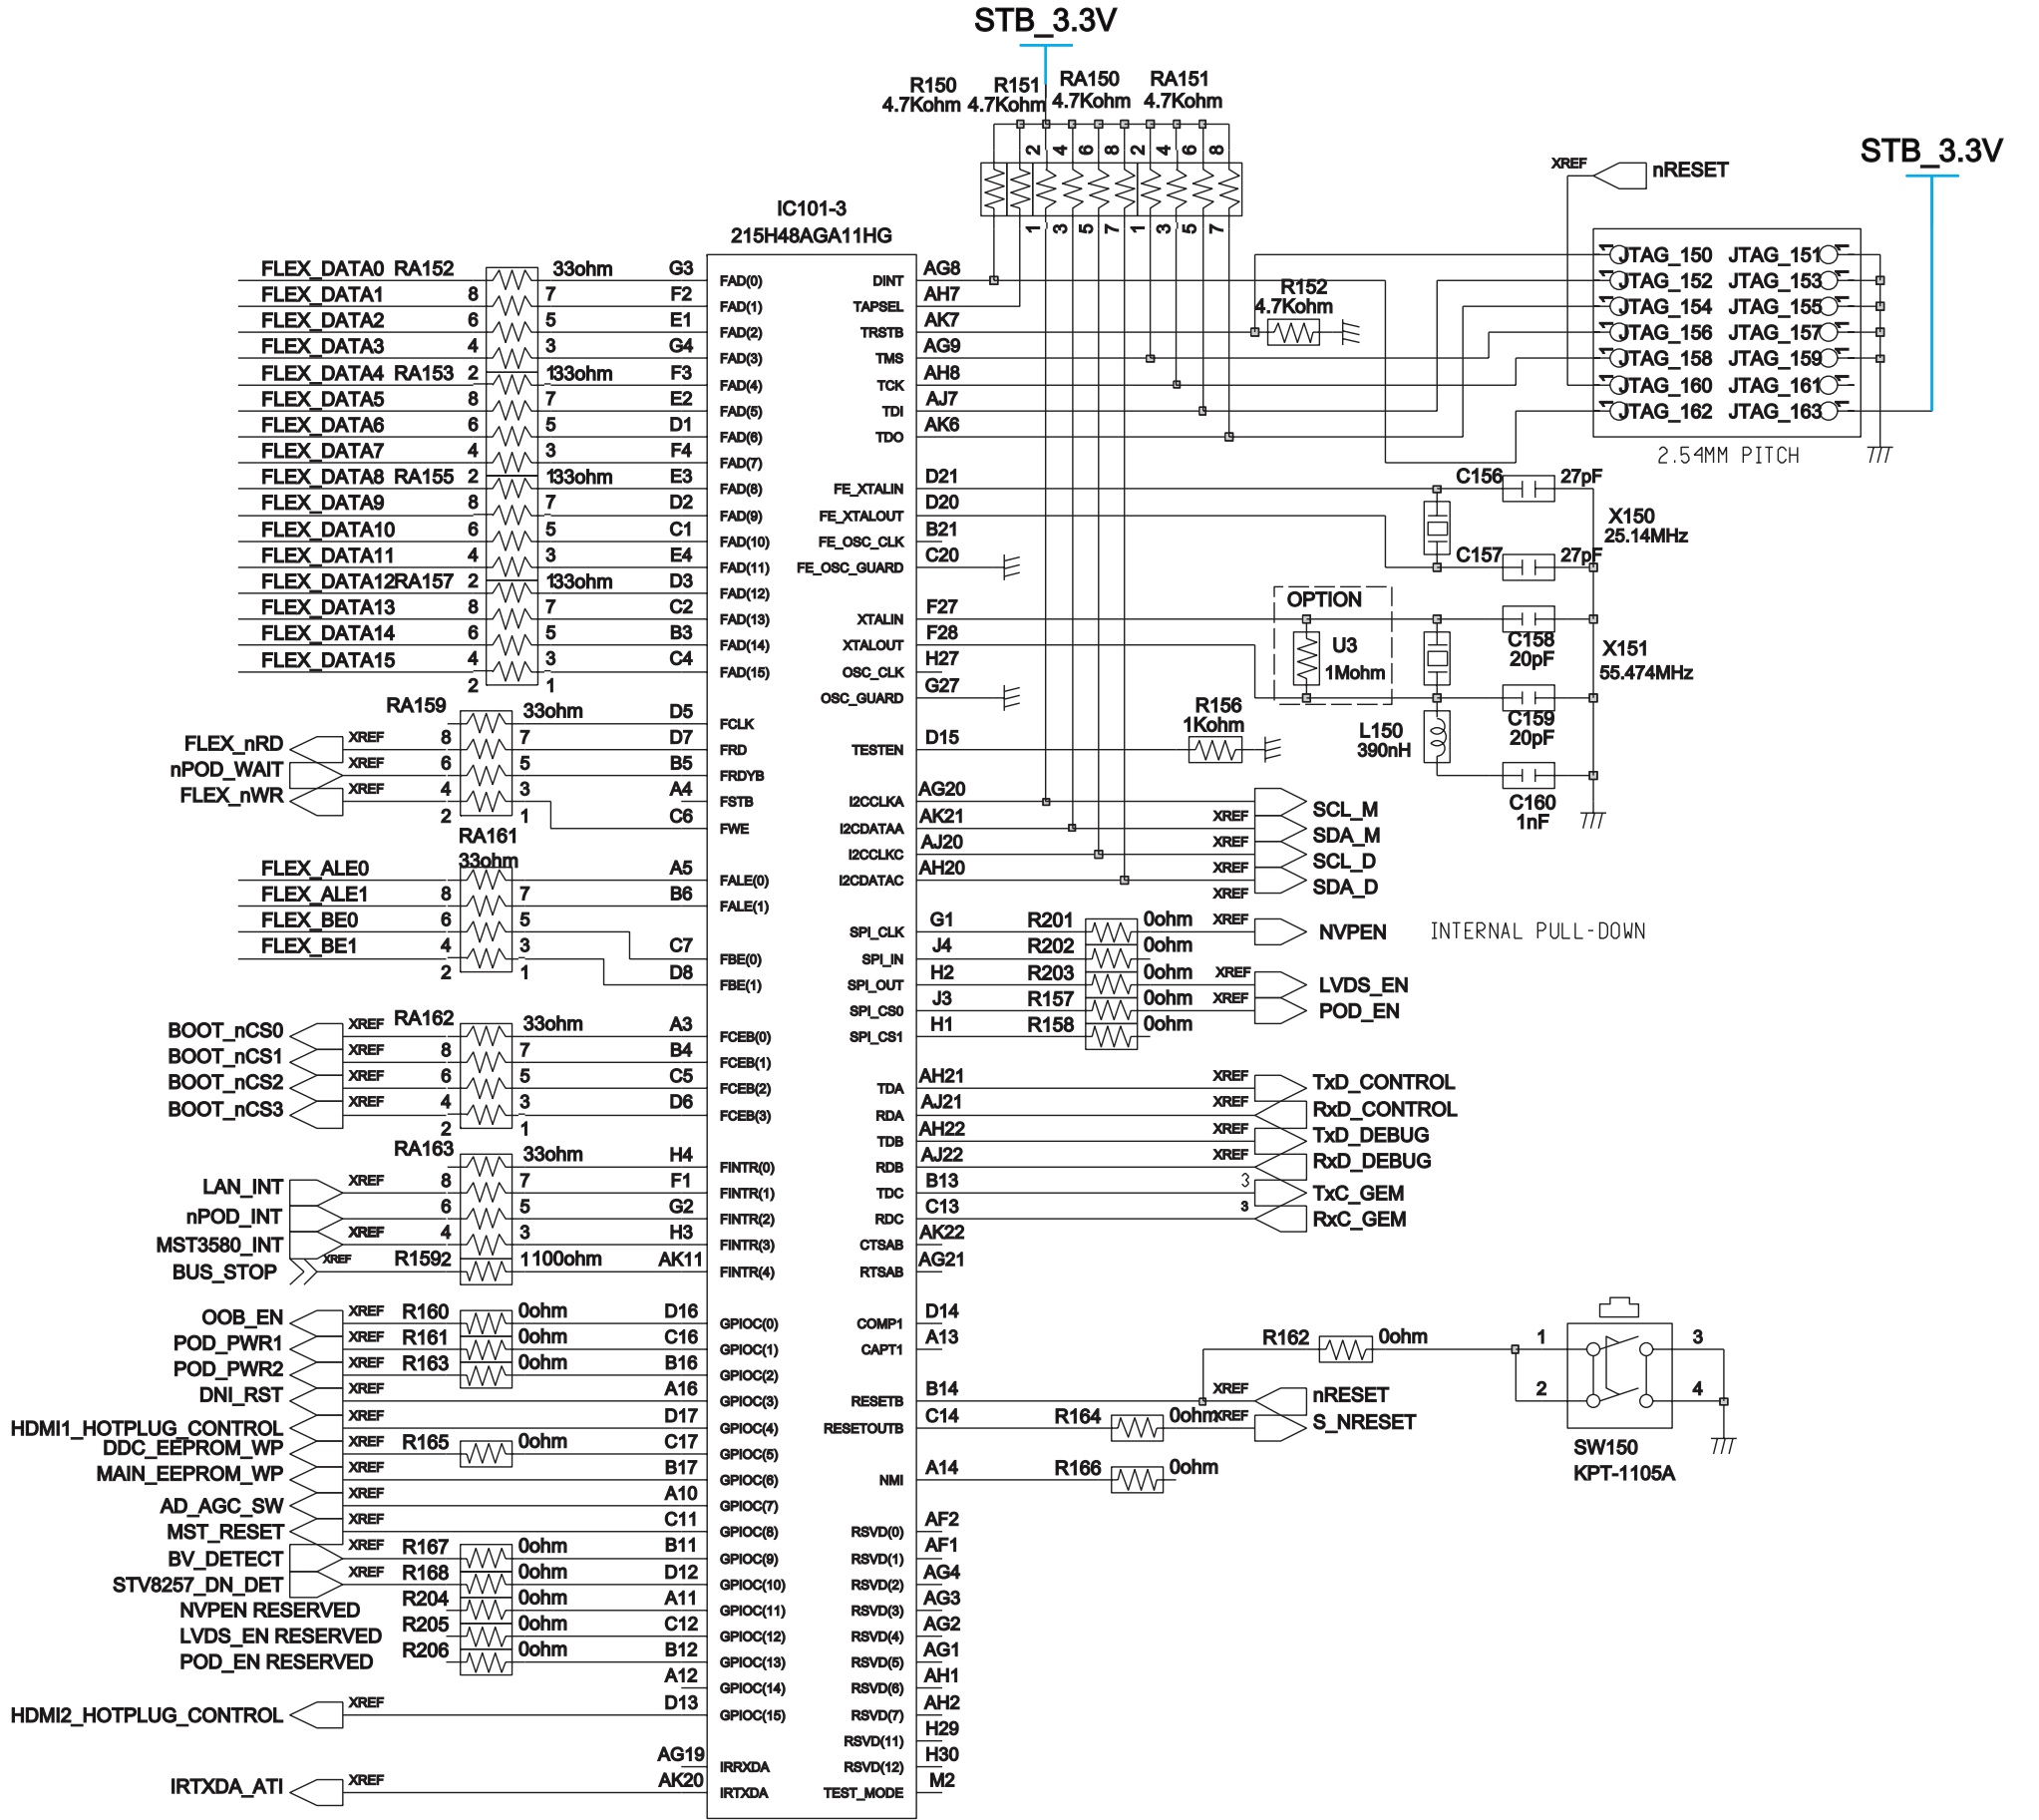 STB_3.3V
R150 R151 RA150 RA151
4.7Kohm 4.7Kohm 4.7Kohm 4.7Kohm
2 4 6 8 2 4 6 8
1 3 5 7 1 3 5 7
STB_3.3V
XREF nRESET
IC101-3
215H48AGA11HG
FLEX_DATA0 RA152 33ohm G3 FAD(0)
FLEX_DATA1 8 7 F2 FAD(1)
FLEX_DATA2 6 5 E1 FAD(2)
FLEX_DATA3 4 3 G4 FAD(3)
FLEX_DATA4 RA153 2 1 33ohm F3 FAD(4)
FLEX_DATA5 8 7 E2 FAD(5)
FLEX_DATA6 6 5 D1 FAD(6)
FLEX_DATA7 4 3 F4 FAD(7)
FLEX_DATA8 RA155 2 1 33ohm E3 FAD(8)
FLEX_DATA9 8 7 D2 FAD(9)
FLEX_DATA10 6 5 C1 FAD(10)
FLEX_DATA11 4 3 E4 FAD(11)
FLEX_DATA12 RA157 2 1 33ohm D3 FAD(12)
FLEX_DATA13 8 7 C2 FAD(13)
FLEX_DATA14 6 5 B3 FAD(14)
FLEX_DATA15 4 3 C4 FAD(15)
2 1
RA159 33ohm D5 FCLK
FLEX_nRD XREF 8 7 D7 FRD
nPOD_WAIT XREF 6 5 B5 FRDYB
FLEX_nWR XREF 4 3 A4 FSTB
2 1 C6 FWE
RA161
33ohm
FLEX_ALE0 A5 FALE(0)
FLEX_ALE1 8 7 B6 FALE(1)
FLEX_BE0 6 5
FLEX_BE1 4 3 C7 FBE(0)
2 1 D8 FBE(1)
BOOT_nCS0 XREF RA162 33ohm A3 FCEB(0)
BOOT_nCS1 XREF 8 7 B4 FCEB(1)
BOOT_nCS2 XREF 6 5 C5 FCEB(2)
BOOT_nCS3 XREF 4 3 D6 FCEB(3)
2 1
RA163 33ohm H4 FINTR(0)
LAN_INT XREF 8 7 F1 FINTR(1)
nPOD_INT 6 5 G2 FINTR(2)
MST3580_INT XREF 4 3 H3 FINTR(3)
BUS_STOP XREF R1592 1100ohm AK11 FINTR(4)
OOB_EN XREF R160 0ohm D16 GPIOC(0)
POD_PWR1 XREF R161 0ohm C16 GPIOC(1)
POD_PWR2 XREF R163 0ohm B16 GPIOC(2)
DNI_RST XREF A16 GPIOC(3)
HDMI1_HOTPLUG_CONTROL XREF D17 GPIOC(4)
DDC_EEPROM_WP XREF R165 0ohm C17 GPIOC(5)
MAIN_EEPROM_WP XREF B17 GPIOC(6)
AD_AGC_SW XREF A10 GPIOC(7)
MST_RESET XREF C11 GPIOC(8)
BV_DETECT XREF R167 0ohm B11 GPIOC(9)
STV8257_DN_DET XREF R168 0ohm D12 GPIOC(10)
NVPEN RESERVED R204 0ohm A11 GPIOC(11)
LVDS_EN RESERVED R205 0ohm C12 GPIOC(12)
POD_EN RESERVED R206 0ohm B12 GPIOC(13)
A12 GPIOC(14)
HDMI2_HOTPLUG_CONTROL XREF D13 GPIOC(15)
AG19 IRRXDA
IRTXDA_ATI XREF AK20 IRTXDA
DINT AG8
TAPSEL AH7
TRSTB AK7 R152 4.7Kohm
TMS AG9
TCK AH8
TDI AJ7
TDO AK6
1 JTAG_150 JTAG_151 1
1 JTAG_152 JTAG_153 1
1 JTAG_154 JTAG_155 1
1 JTAG_156 JTAG_157 1
1 JTAG_158 JTAG_159 1
1 JTAG_160 JTAG_161 1
1 JTAG_162 JTAG_163 1
2.54MM PITCH
FE_XTALIN D21 C156 27pF
FE_XTALOUT D20
X150
25.14MHz
FE_OSC_CLK B21
FE_OSC_GUARD C20 C157 27pF
OPTION
XTALIN F27 C158 20pF
XTALOUT F28 U3 1Mohm
X151
55.474MHz
OSC_CLK H27
OSC_GUARD G27 C159 20pF
R156
1Kohm
TESTEN D15
L150
390nH
C160
1nF
I2CCLKA AG20 SCL_M
I2CDATAA AK21 XREF SDA_M
I2CCLKC AJ20 XREF SCL_D
I2CDATAC AH20 XREF SDA_D
XREF
SPI_CLK G1 R201 0ohm XREF NVPEN INTERNAL PULL-DOWN
SPI_IN J4 R202 0ohm
SPI_OUT H2 R203 0ohm XREF LVDS_EN
SPI_CS0 J3 R157 0ohm XREF POD_EN
SPI_CS1 H1 R158 0ohm
TDA AH21 XREF TxD_CONTROL
RDA AJ21 XREF RxD_CONTROL
TDB AH22 XREF TxD_DEBUG
RDB AJ22 XREF RxD_DEBUG
TDC B13 3 TxC_GEM
RDC C13 3 RxC_GEM
CTSAB AK22
RTSAB AG21
COMP1 D14
CAPT1 A13 R162 0ohm 1 3
RESETB B14 XREF nRESET 2 4
RESETOUTB C14 R164 0ohm XREF S_NRESET
SW150
KPT-1105A
NMI A14 R166 0ohm
RSVD(0) AF2
RSVD(1) AF1
RSVD(2) AG4
RSVD(3) AG3
RSVD(4) AG2
RSVD(5) AG1
RSVD(6) AH1
RSVD(7) AH2
RSVD(11) H29
RSVD(12) H30
TEST_MODE M2